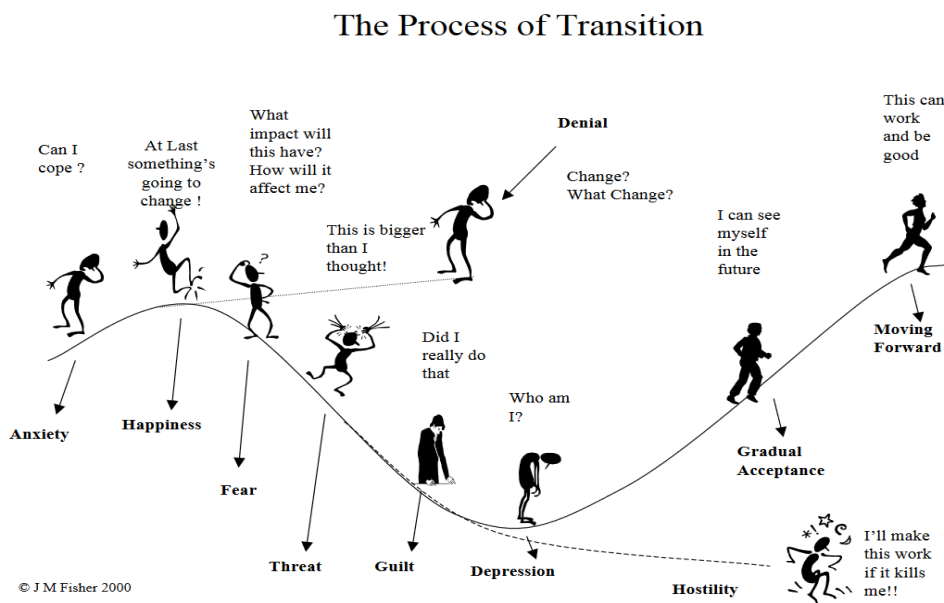 The Process of Transition
Can I
cope ?
At Last
something's
going to
change !
What
impact will
this have?
How will it
affect me?
?
This is bigger
than I
thought!
Denial
Change?
What Change?
This can
work
and be
good
I can see
myself
in the
future
Did I
really do
that
Who am
I?
Anxiety
Happiness
Fear
Threat
Guilt
Depression
Moving
Forward
Gradual
Acceptance
Hostility
I'll make
this work
if it kills
me!!
© J M Fisher 2000